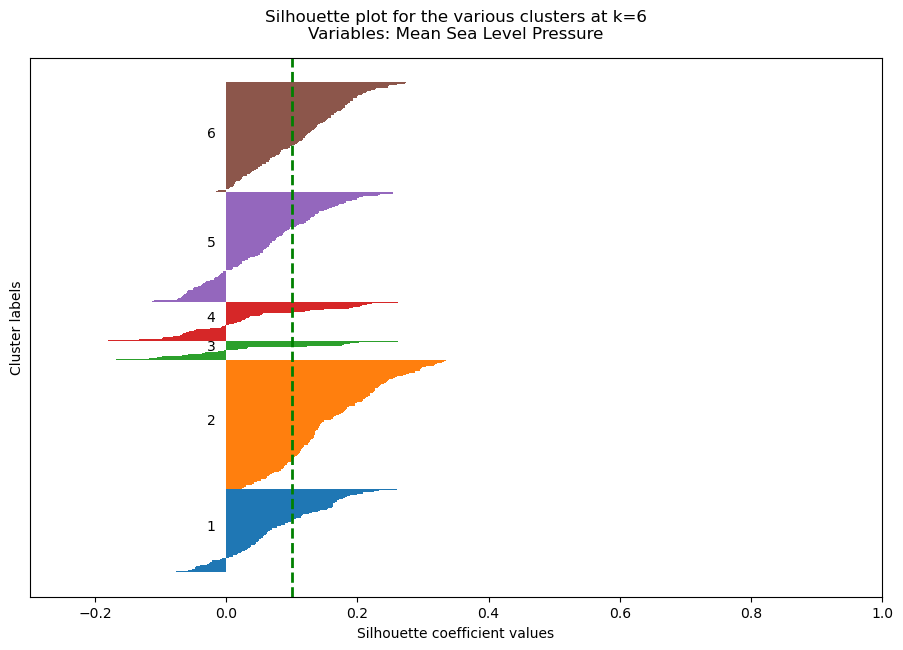 Silhouette plot for the various clusters at k=6
Variables: Mean Sea Level Pressure
Cluster labels
6
5
4
3
2
1
−0.2 0.0 0.2 0.4 0.6 0.8 1.0
Silhouette coefficient values